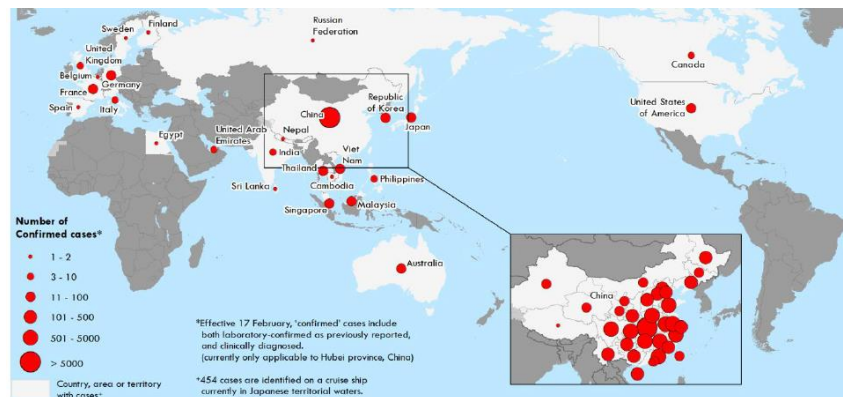 Russian
Federation
Finland
Sweden
United
Kingdom
Belgium
Germany
France
Spain
Italy
Canada
United States
of America
China
Republic
of Korea
Japan
Egypt
United Arab
Emirates
Nepal
India
Viet
Nam
Thailand
Cambodia
Philippines
Sri Lanka
Malaysia
Singapore
Australia
Number of
Confirmed cases*
1 - 2
3 - 10
11 - 100
101 - 500
501 - 5000
> 5000
Country, area or territory
with cases⁺
*Effective 17 February, 'confirmed' cases include
both laboratory-confirmed as previously reported,
and clinically diagnosed.
(currently only applicable to Hubei province, China)
⁺454 cases are identified on a cruise ship
currently in Japanese territorial waters.
China